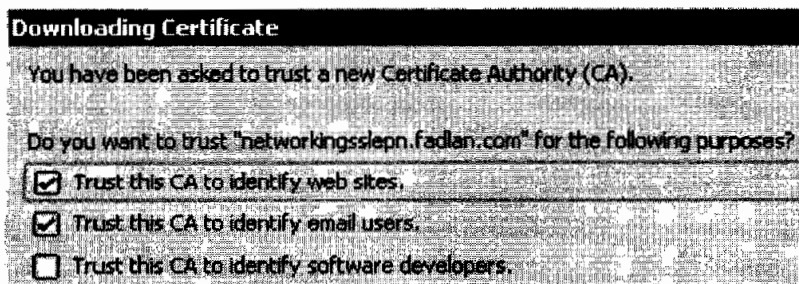 Downloading Certificate
You have been asked to trust a new Certificate Authority (CA).
Do you want to trust "networkingsslepn.fadlan.com" for the following purposes?
Trust this CA to identify web sites.
Trust this CA to identify email users.
Trust this CA to identify software developers.